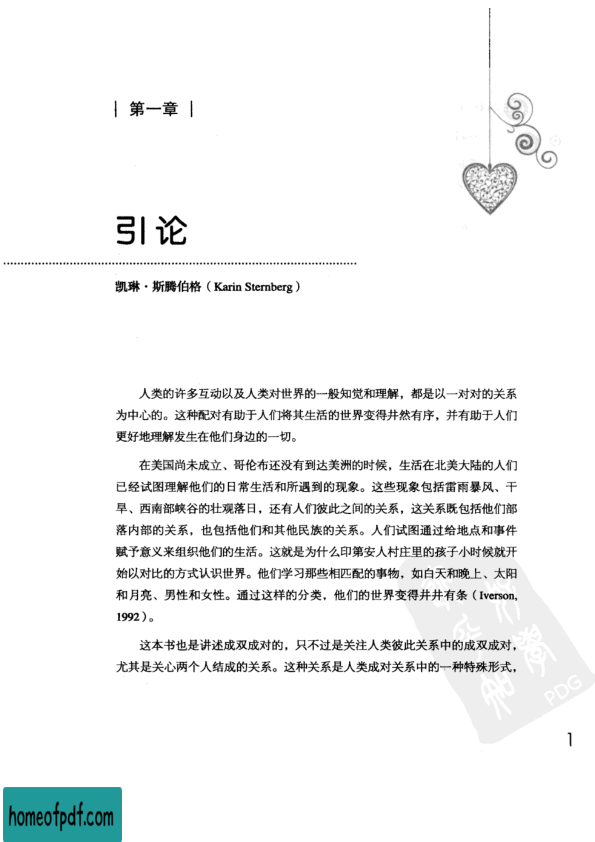 第一章
引论
凯琳·斯腾伯格（Karin Sternberg）
人类的许多互动以及人类对世界的一般知觉和理解，都是以一对对的关系
为中心的。这种配对有助于人们将其生活的世界变得井然有序，并有助于人们
更好地理解发生在他们身边的一切。
在美国尚未成立、哥伦布还没有到达美洲的时候，生活在北美大陆的人们
已经试图理解他们的日常生活和所遇到的现象。这些现象包括雷雨暴风、干
旱、西南部峡谷的壮观落日，还有人们彼此之间的关系，这关系既包括他们部
落内部的关系，也包括他们和其他民族的关系。人们试图通过给地点和事件
赋予意义来组织他们的生活。这就是为什么印第安人村庄里的孩子小时候就开
始以对比的方式认识世界。他们学习那些相匹配的事物，如白天和晚上、太阳
和月亮、男性和女性。通过这样的分类，他们的世界变得井井有条（Iverson,
1992）。
这本书也是讲述成双成对的，只不过是关注人类彼此关系中的成双成对，
尤其是关心两个人结成的关系。这种关系是人类成对关系中的一种特殊形式，
PDG
1
homeofpdf.com